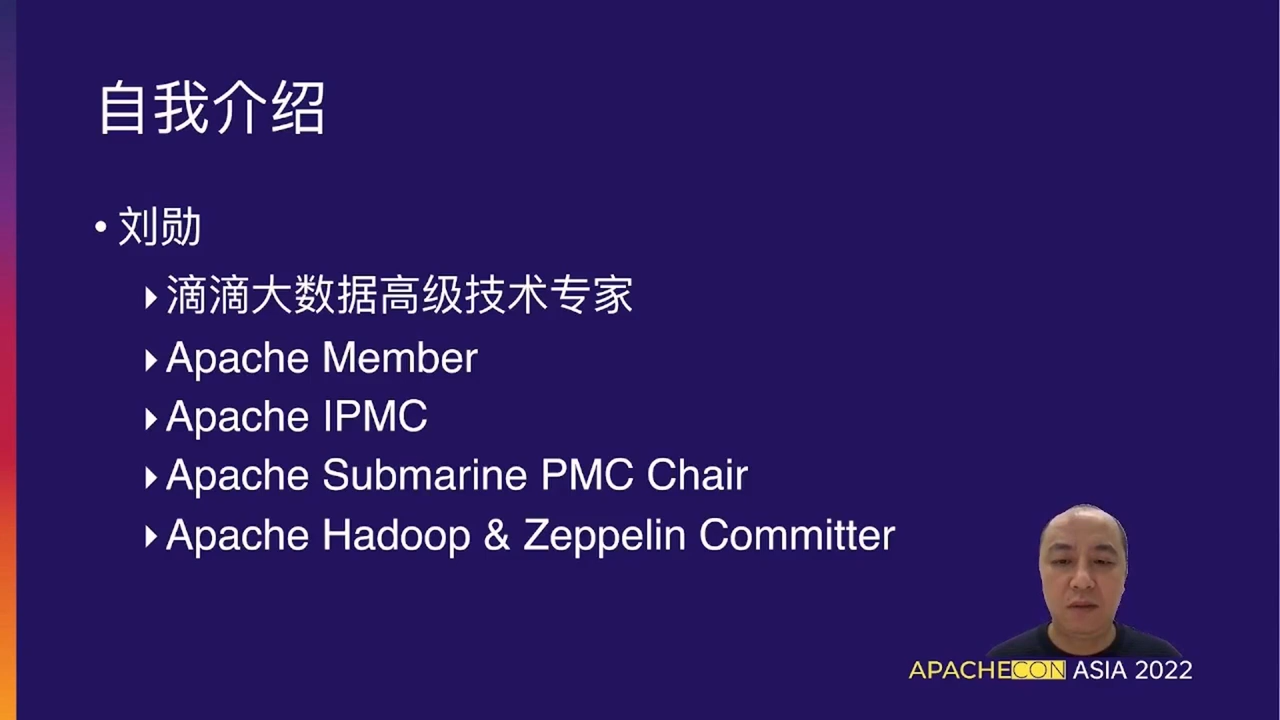 自我介绍
• 刘勋
滴滴大数据高级技术专家
Apache Member
Apache IPMC
Apache Submarine PMC Chair
Apache Hadoop & Zeppelin Committer
APACHECON ASIA 2022